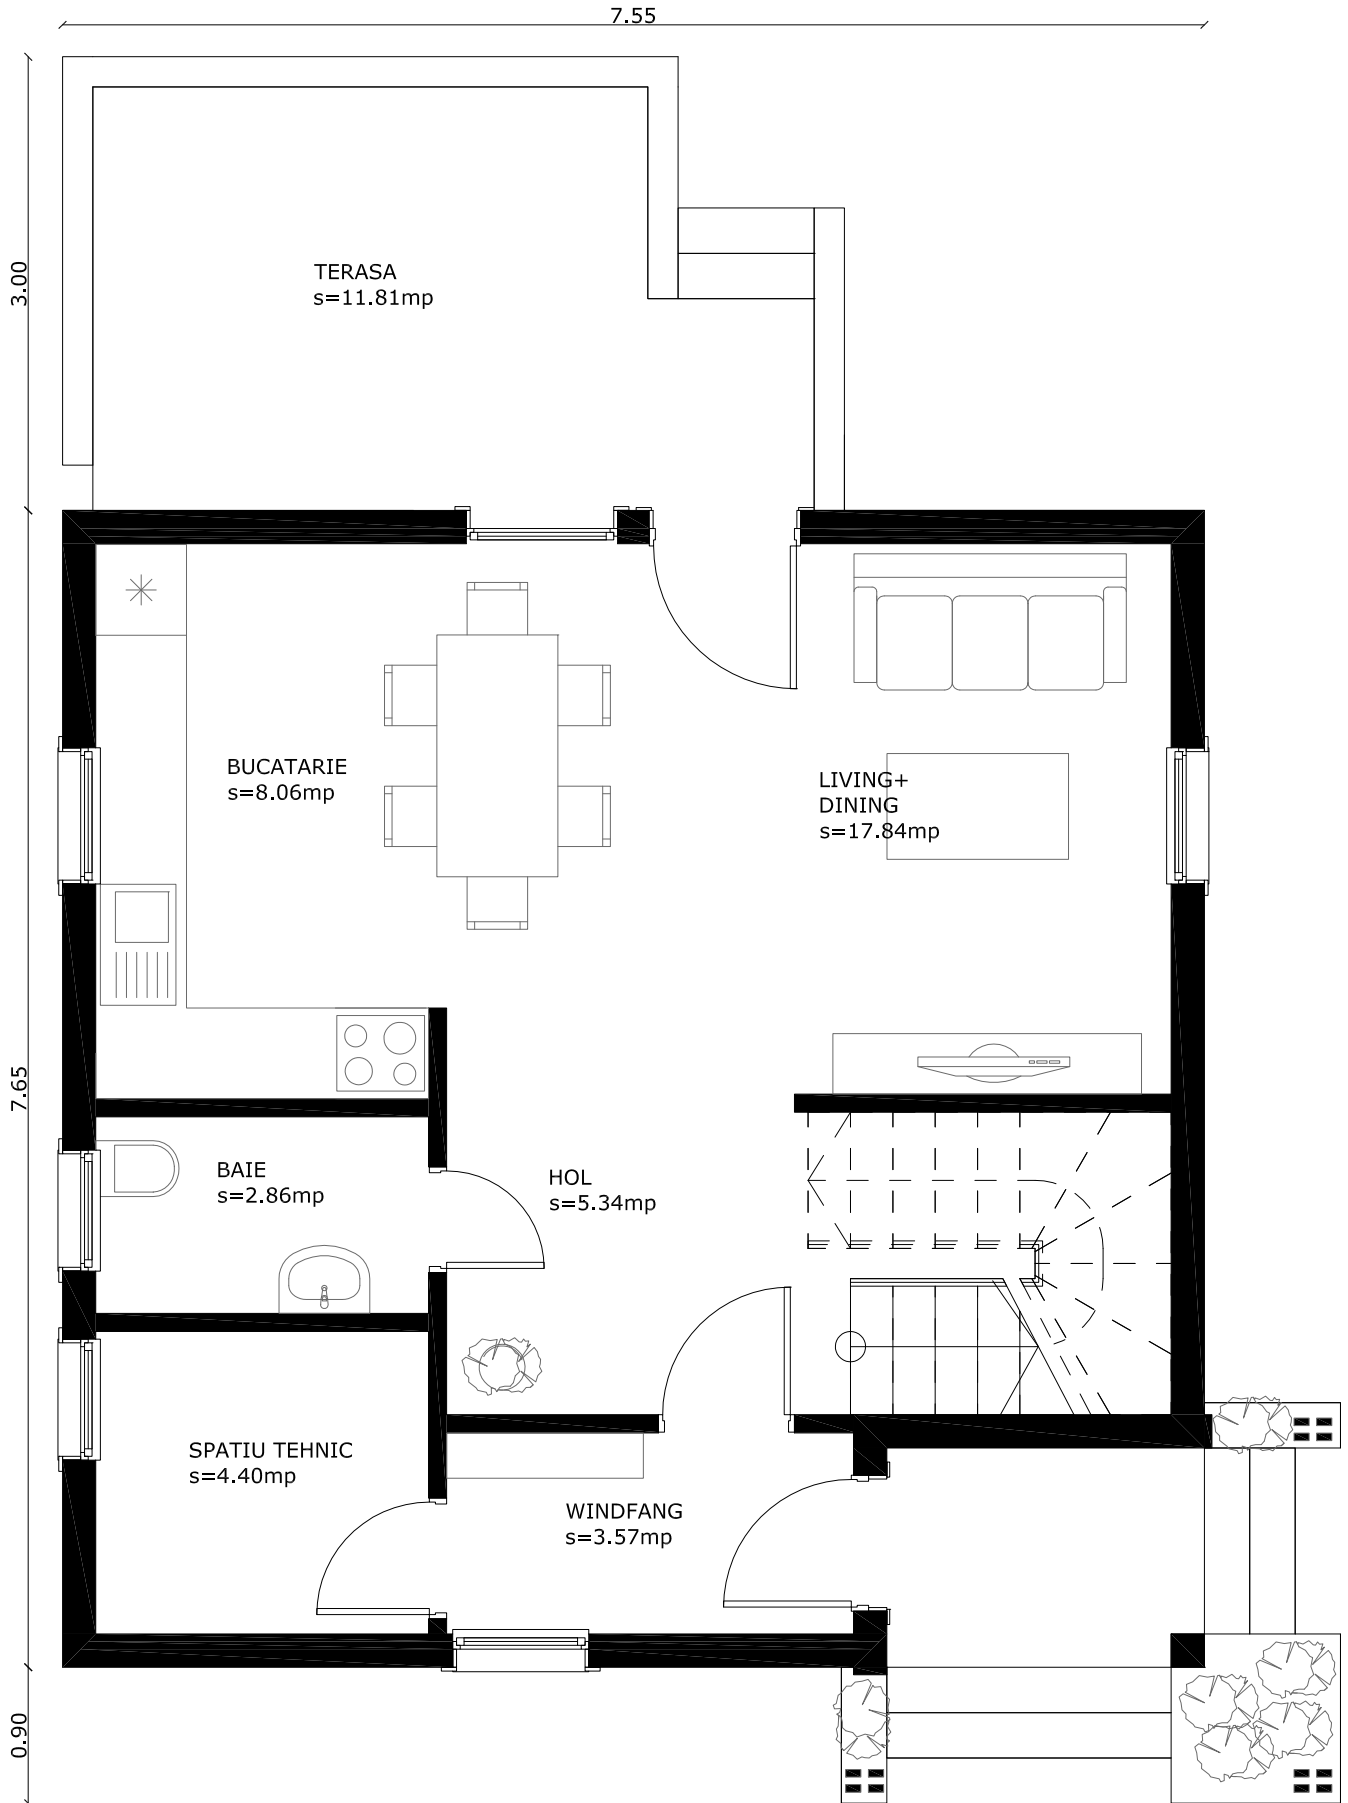 7.55
3.00
TERASA
s=11.81mp
BUCATARIE
s=8.06mp
LIVING+
DINING
s=17.84mp
7.65
BAIE
s=2.86mp
HOL
s=5.34mp
SPATIU TEHNIC
s=4.40mp
WINDFANG
s=3.57mp
0.90